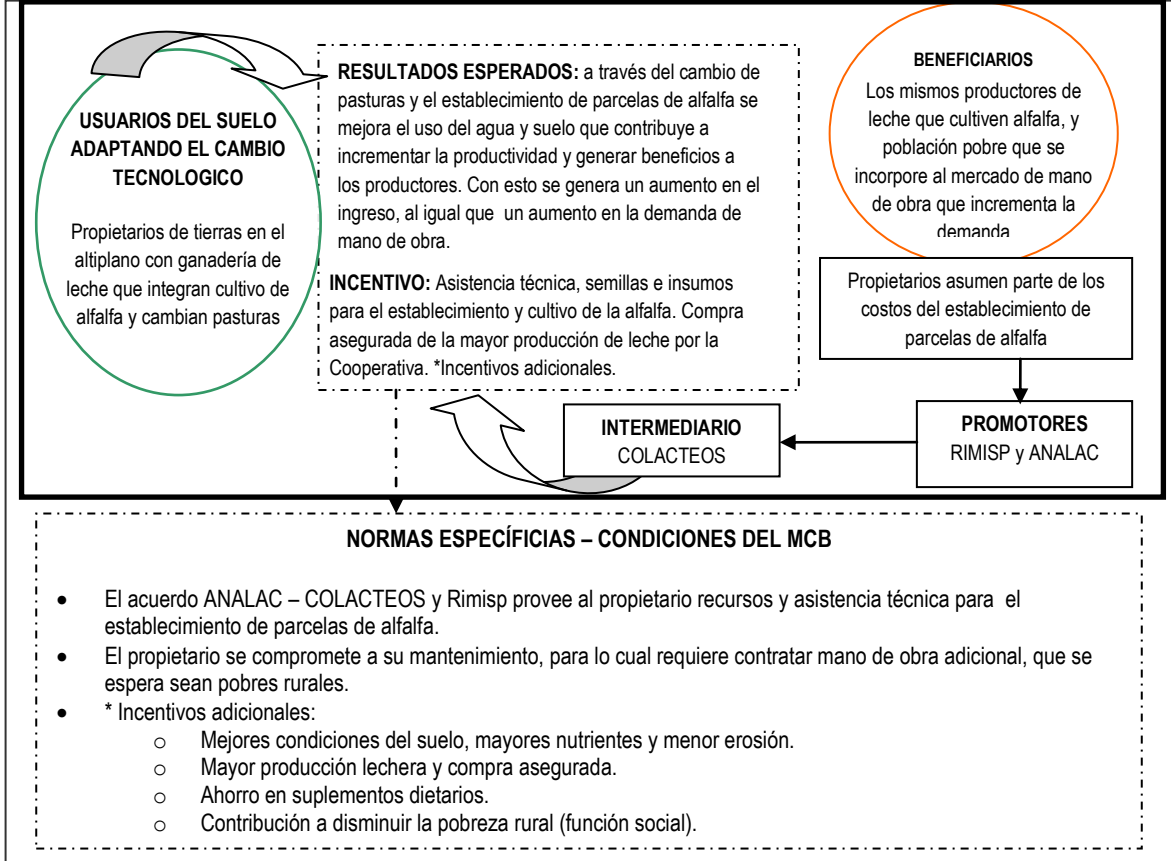 USUARIOS DEL SUELO
ADAPTANDO EL CAMBIO
TECNOLOGICO
Propietarios de tierras en el
altiplano con ganadería de
leche que integran cultivo de
alfalfa y cambian pasturas
RESULTADOS ESPERADOS: a través del cambio de
pasturas y el establecimiento de parcelas de alfalfa se
mejora el uso del agua y suelo que contribuye a
incrementar la productividad y generar beneficios a
los productores. Con esto se genera un aumento en el
ingreso, al igual que un aumento en la demanda de
mano de obra.
INCENTIVO: Asistencia técnica, semillas e insumos
para el establecimiento y cultivo de la alfalfa. Compra
asegurada de la mayor producción de leche por la
Cooperativa. *Incentivos adicionales.
BENEFICIARIOS
Los mismos productores de
leche que cultiven alfalfa, y
población pobre que se
incorpore al mercado de mano
de obra que incrementa la
demanda
Propietarios asumen parte de los
costos del establecimiento de
parcelas de alfalfa
PROMOTORES
RIMISP y ANALAC
INTERMEDIARIO
COLACTEOS
NORMAS ESPECÍFICIAS – CONDICIONES DEL MCB
• El acuerdo ANALAC – COLACTEOS y Rimisp provee al propietario recursos y asistencia técnica para el
establecimiento de parcelas de alfalfa.
• El propietario se compromete a su mantenimiento, para lo cual requiere contratar mano de obra adicional, que se
espera sean pobres rurales.
• * Incentivos adicionales:
o Mejores condiciones del suelo, mayores nutrientes y menor erosión.
o Mayor producción lechera y compra asegurada.
o Ahorro en suplementos dietarios.
o Contribución a disminuir la pobreza rural (función social).